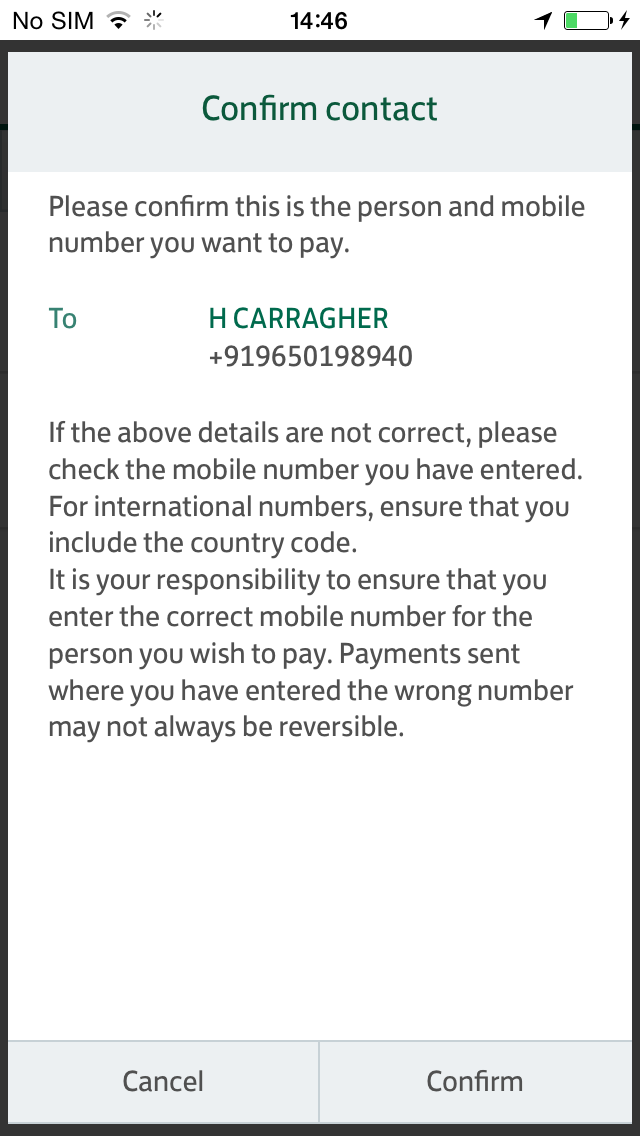 No SIM 14:46
Confirm contact
Please confirm this is the person and mobile
number you want to pay.
To H CARRAGHER
+919650198940
If the above details are not correct, please
check the mobile number you have entered.
For international numbers, ensure that you
include the country code.
It is your responsibility to ensure that you
enter the correct mobile number for the
person you wish to pay. Payments sent
where you have entered the wrong number
may not always be reversible.
Cancel Confirm